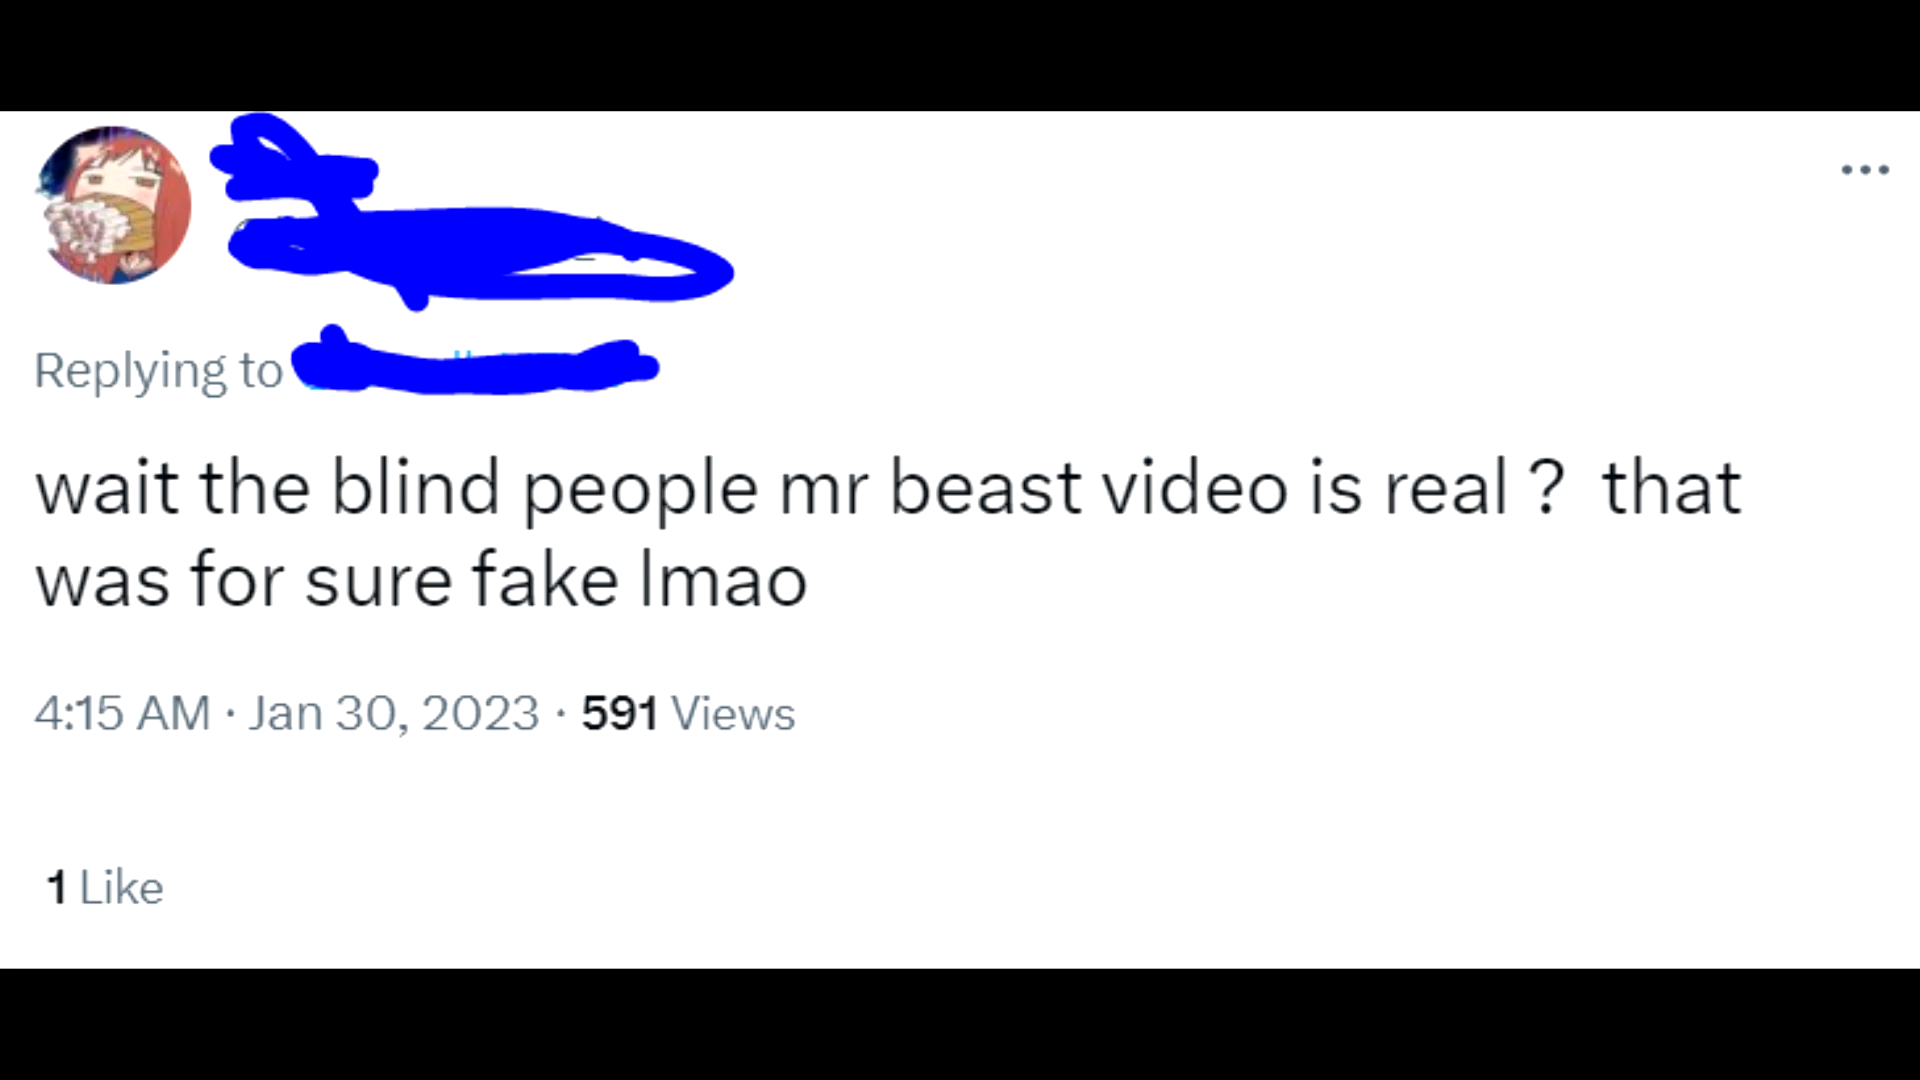 Replying to
wait the blind people mr beast video is real ?  that
was for sure fake lmao
4:15 AM · Jan 30, 2023 · 591 Views
1 Like